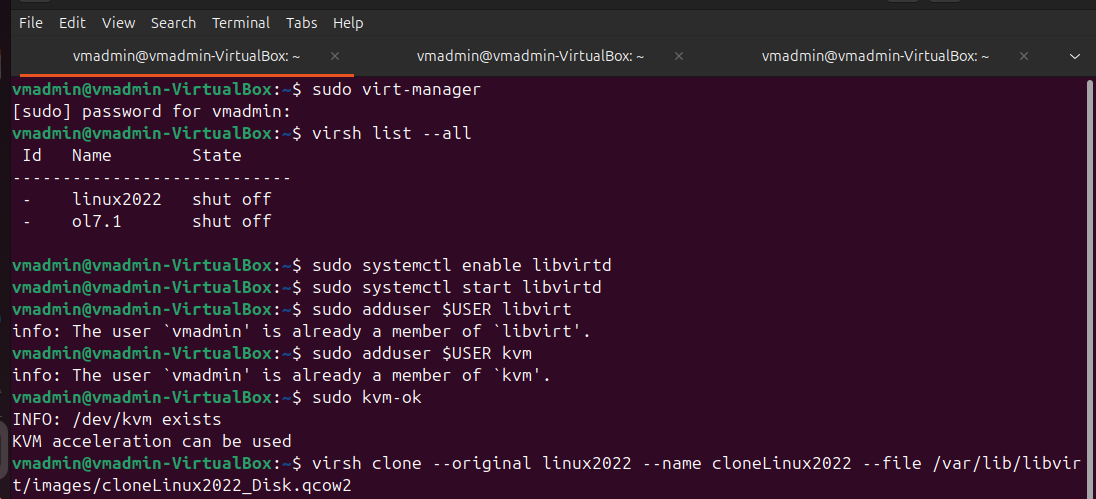 File Edit View Search Terminal Tabs Help
vmadmin@vmadmin-VirtualBox: ~ × vmadmin@vmadmin-VirtualBox: ~ × vmadmin@vmadmin-VirtualBox: ~ ×
vmadmin@vmadmin-VirtualBox:~$ sudo virt-manager
[sudo] password for vmadmin:
vmadmin@vmadmin-VirtualBox:~$ virsh list --all
 Id   Name        State
----------------------------
 -    linux2022   shut off
 -    ol7.1       shut off

vmadmin@vmadmin-VirtualBox:~$ sudo systemctl enable libvirtd
vmadmin@vmadmin-VirtualBox:~$ sudo systemctl start libvirtd
vmadmin@vmadmin-VirtualBox:~$ sudo adduser $USER libvirt
info: The user `vmadmin' is already a member of `libvirt'.
vmadmin@vmadmin-VirtualBox:~$ sudo adduser $USER kvm
info: The user `vmadmin' is already a member of `kvm'.
vmadmin@vmadmin-VirtualBox:~$ sudo kvm-ok
INFO: /dev/kvm exists
KVM acceleration can be used
vmadmin@vmadmin-VirtualBox:~$ virsh clone --original linux2022 --name cloneLinux2022 --file /var/lib/libvir
t/images/cloneLinux2022_Disk.qcow2